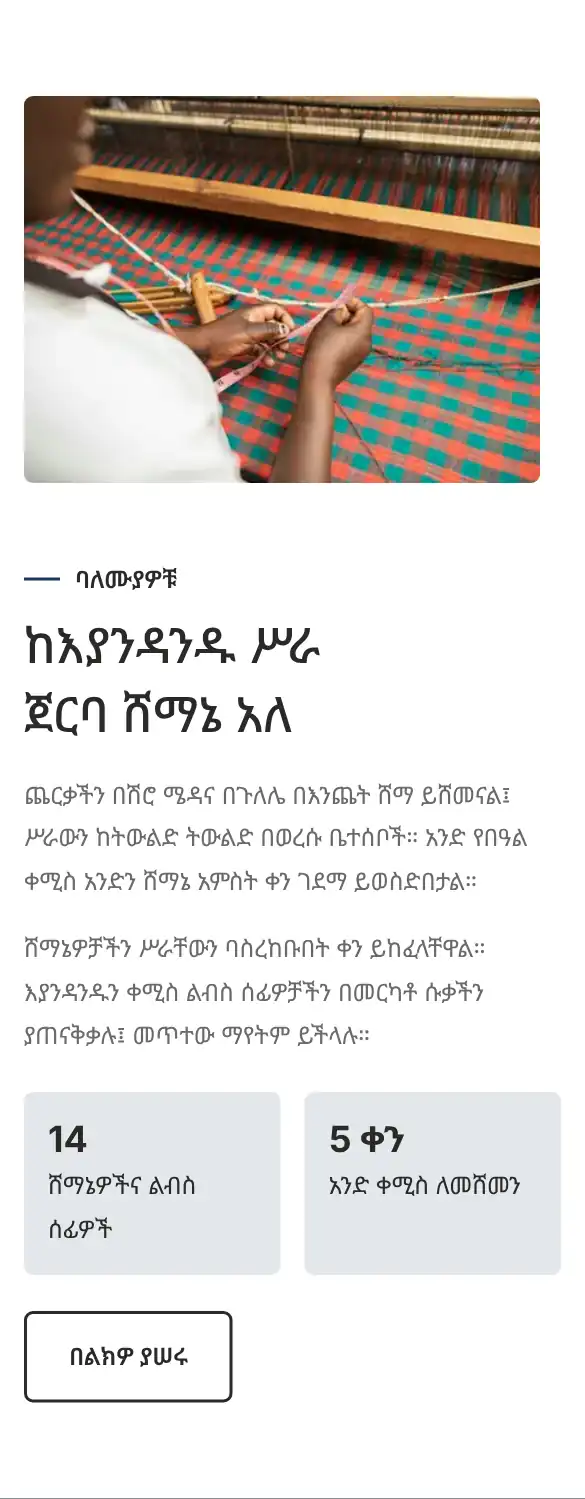 ባለሙያዎቹ
ከእያንዳንዱ ሥራ
ጀርባ ሸማኔ አለ
ጨርቃችን በሽሮ ሜዳና በጉለሌ በእንጨት ሸማ ይሸመናል፤
ሥራውን ከትውልድ ትውልድ በወረሱ ቤተሰቦች። አንድ የበዓል
ቀሚስ አንድን ሸማኔ አምስት ቀን ገደማ ይወስድበታል።
ሸማኔዎቻችን ሥራቸውን ባስረከቡበት ቀን ይከፈላቸዋል።
እያንዳንዱን ቀሚስ ልብስ ሰፊዎቻችን በመርካቶ ሱቃችን
ያጠናቅቃሉ፤ መጥተው ማየትም ይችላሉ።
14
ሸማኔዎችና ልብስ
ሰፊዎች
5 ቀን
አንድ ቀሚስ ለመሸመን
በልክዎ ያሠሩ